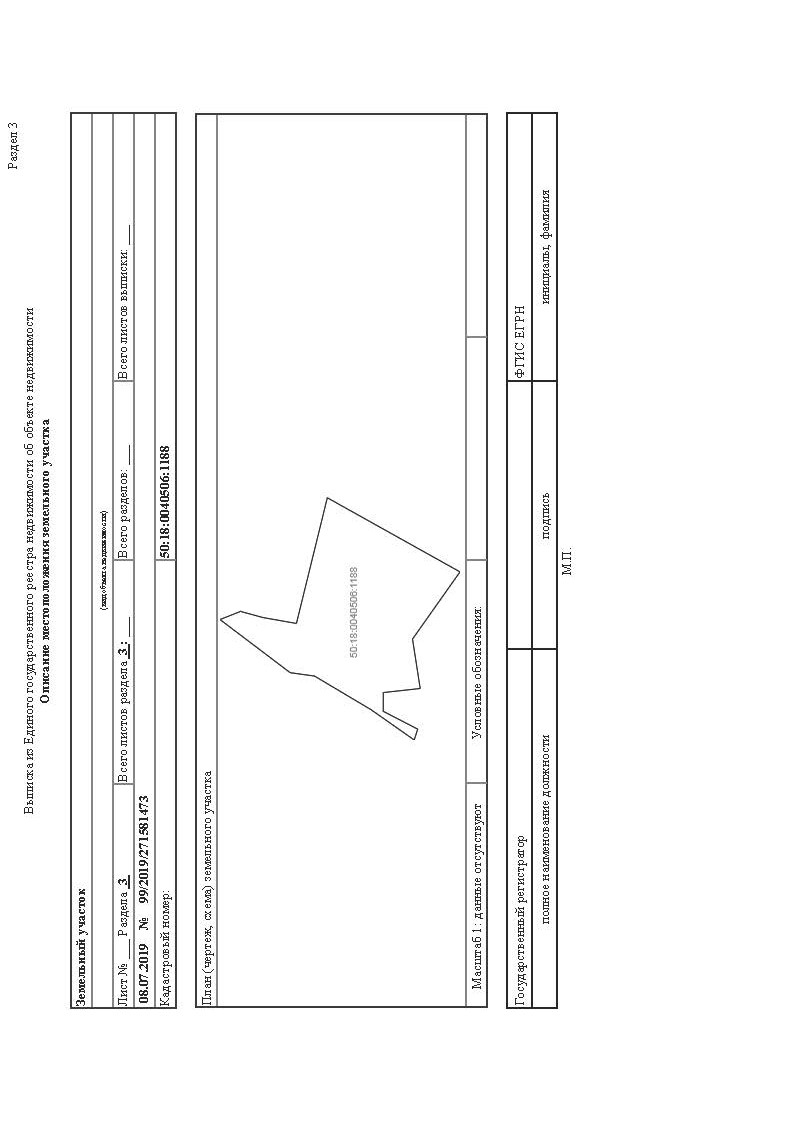 Раздел 3
Выписка из Единого государственного реестра недвижимости об объекте недвижимости
Описание местоположения земельного участка
Земельный участок
(вид объекта недвижимости)
Лист № ___ Раздела 3 Всего листов раздела 3 : ___ Всего разделов: ___ Всего листов выписки: ___
08.07.2019 № 99/2019/271581473
Кадастровый номер: 50:18:0040506:1188
План (чертеж, схема) земельного участка
50:18:0040506:1188
Масштаб 1: данные отсутствуют Условные обозначения:
Государственный регистратор ФГИС ЕГРН
полное наименование должности подпись инициалы, фамилия
М.П.